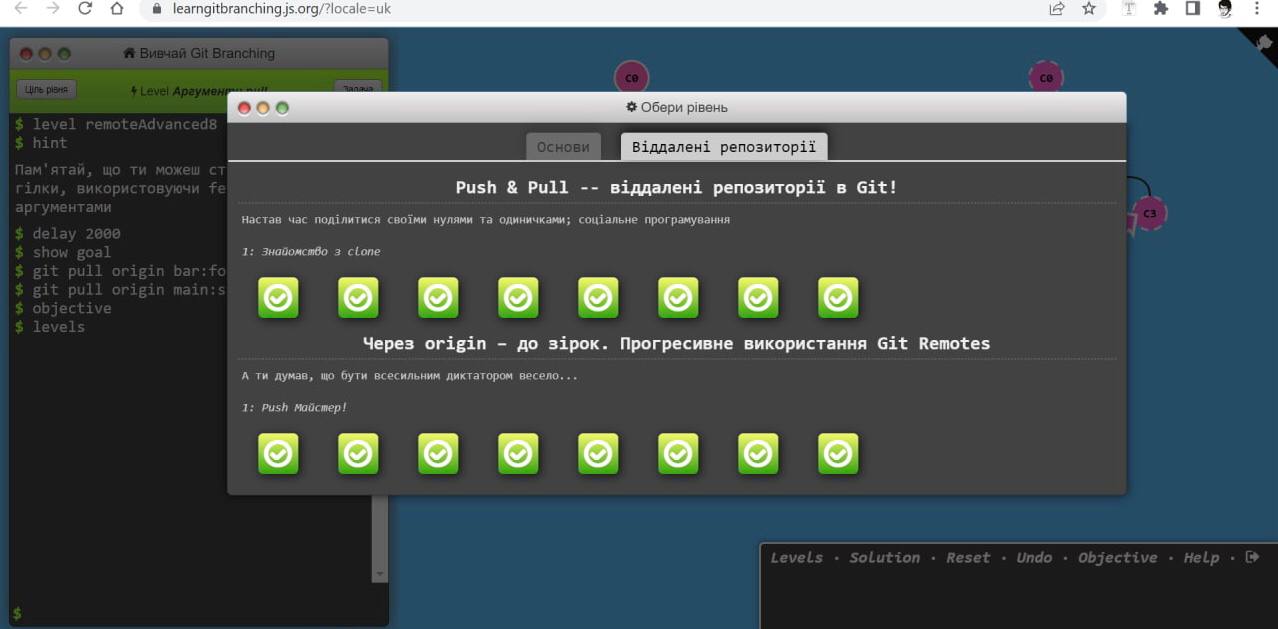 learngitbranching.js.org/?locale=uk
Вивчай Git Branching
Ціль рівня
Level Аргументи pull
Задача
$ level remoteAdvanced8
$ hint
Пам'ятай, що ти можеш ст
гілки, використовуючи fe
аргументами
$ delay 2000
$ show goal
$ git pull origin bar:fo
$ git pull origin main:s
$ objective
$ levels
$
c0
c0
c3
Обери рівень
Основи
Віддалені репозиторії
Push & Pull -- віддалені репозиторії в Git!
Настав час поділитися своїми нулями та одиничками; соціальне програмування
1: Знайомство з clone
Через origin – до зірок. Прогресивне використання Git Remotes
А ти думав, що бути всесильним диктатором весело...
1: Push Майстер!
Levels · Solution · Reset · Undo · Objective · Help ·